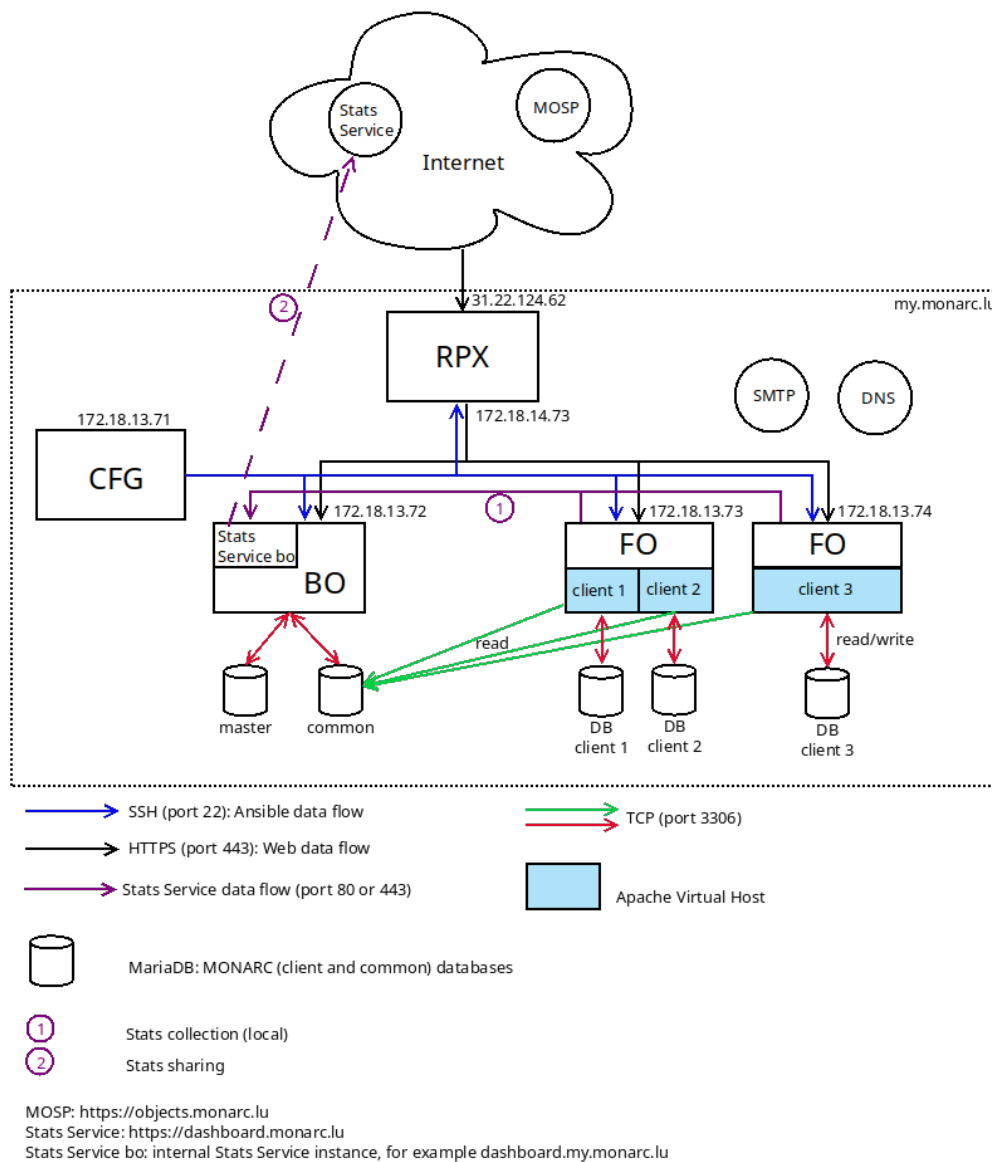 Stats
Service
MOSP
Internet
2
31.22.124.62
my.monarc.lu
RPX
SMTP
DNS
172.18.13.71
172.18.14.73
CFG
1
172.18.13.72
172.18.13.73
172.18.13.74
Stats
Service bo
BO
FO
FO
client 1
client 2
client 3
read
read/write
master
common
DB
client 1
DB
client 2
DB
client 3
SSH (port 22): Ansible data flow
TCP (port 3306)
HTTPS (port 443): Web data flow
Stats Service data flow (port 80 or 443)
Apache Virtual Host
MariaDB: MONARC (client and common) databases
1
Stats collection (local)
2
Stats sharing
MOSP: https://objects.monarc.lu
Stats Service: https://dashboard.monarc.lu
Stats Service bo: internal Stats Service instance, for example dashboard.my.monarc.lu